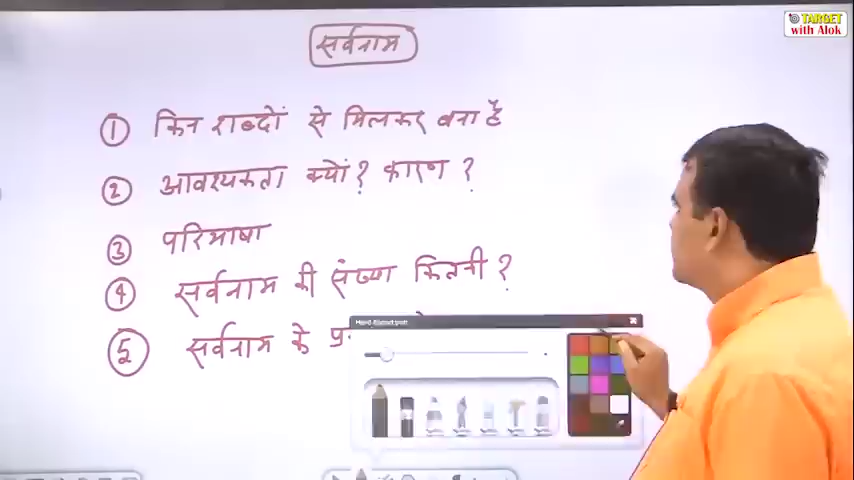 सर्वनाम
① किन शब्दों से मिलकर बना है
② आवश्यकता क्यों? कारण ?
③ परिभाषा
④ सर्वनाम की संख्या कितनी ?
⑤ सर्वनाम के
TARGET
with Alok